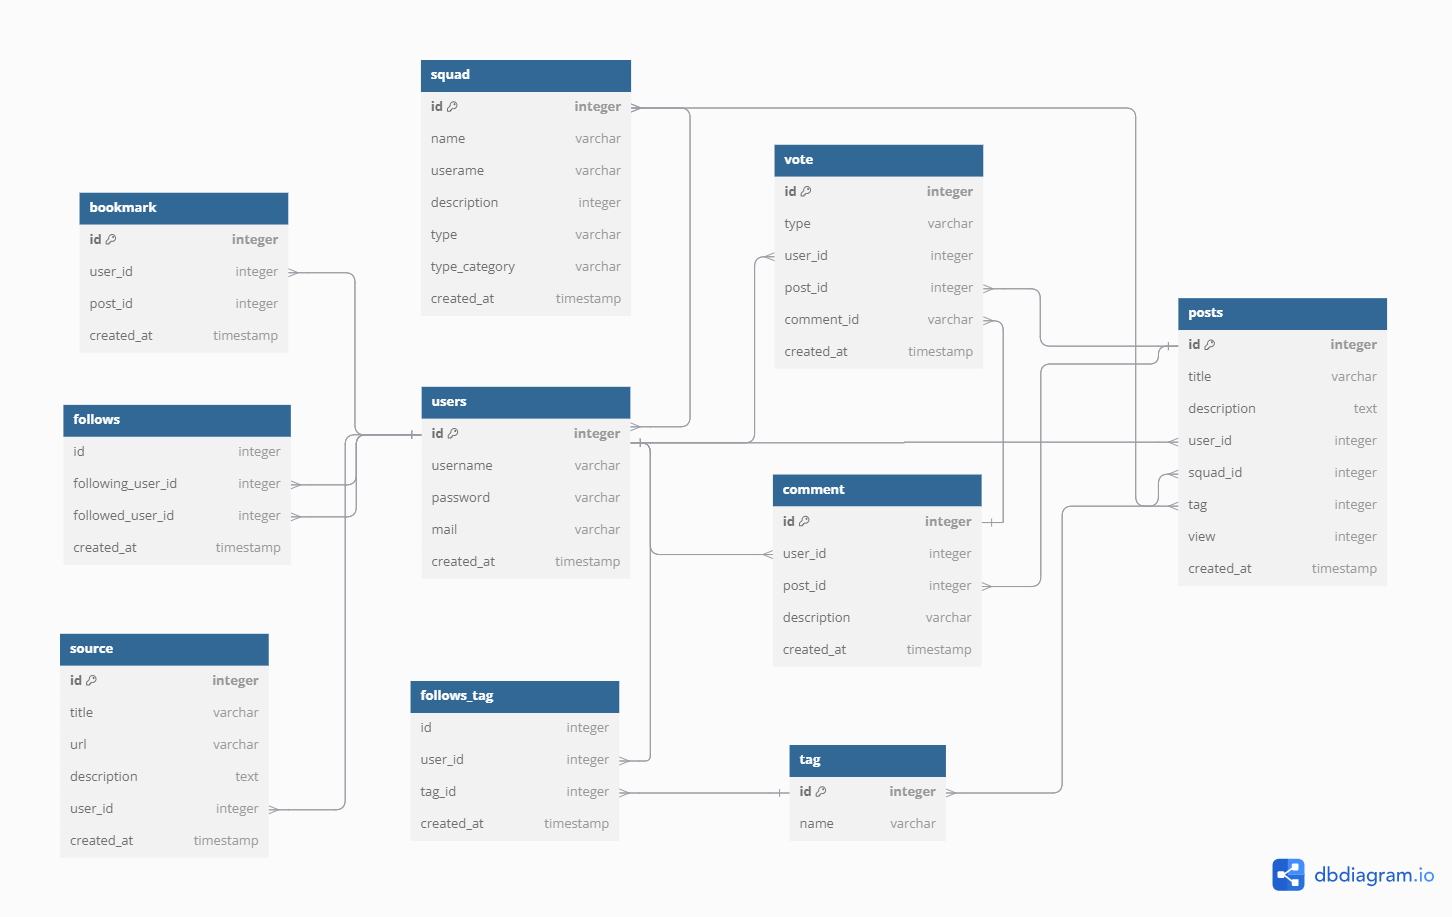 squad
id integer
name varchar
userame varchar
description integer
type varchar
type_category varchar
created_at timestamp
vote
id integer
type varchar
user_id integer
post_id integer
comment_id varchar
created_at timestamp
bookmark
id integer
user_id integer
post_id integer
created_at timestamp
posts
id integer
title varchar
description text
user_id integer
squad_id integer
tag integer
view integer
created_at timestamp
users
id integer
username varchar
password varchar
mail varchar
created_at timestamp
follows
id integer
following_user_id integer
followed_user_id integer
created_at timestamp
comment
id integer
user_id integer
post_id integer
description varchar
created_at timestamp
source
id integer
title varchar
url varchar
description text
user_id integer
created_at timestamp
follows_tag
id integer
user_id integer
tag_id integer
created_at timestamp
tag
id integer
name varchar
dbdiagram.io